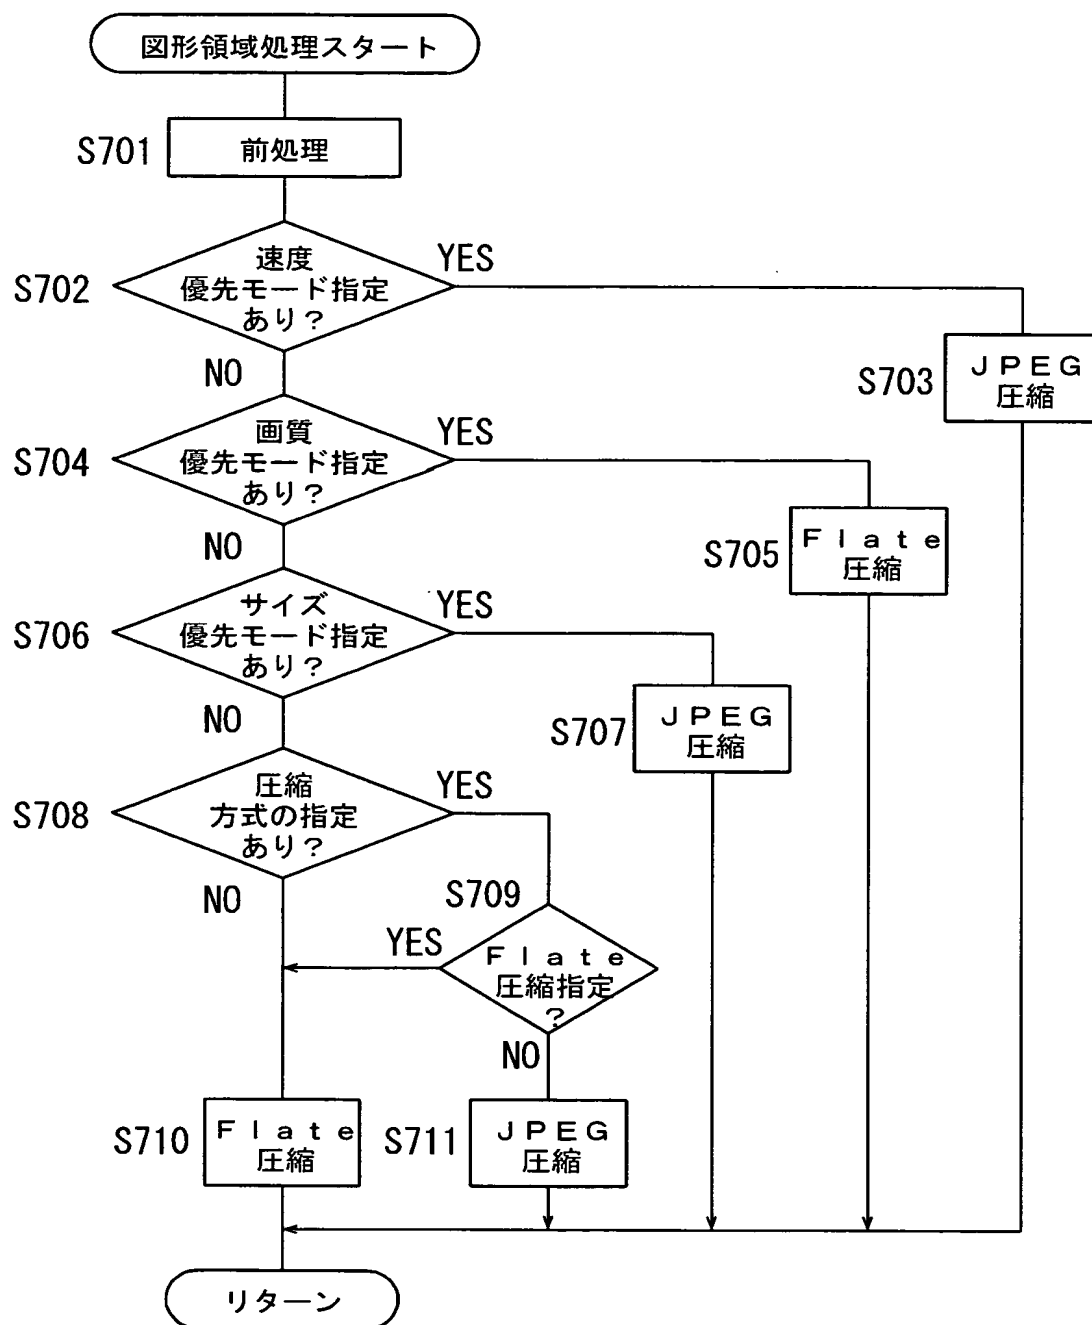 図形領域処理スタート
S701
前処理
S702
速度
優先モード指定
あり?
YES
NO
S703
JPEG
圧縮
S704
画質
優先モード指定
あり?
YES
NO
S705
Flate
圧縮
S706
サイズ
優先モード指定
あり?
YES
NO
S707
JPEG
圧縮
S708
圧縮
方式の指定
あり?
YES
NO
S709
Flate
圧縮指定
?
YES
NO
S710
Flate
圧縮
S711
JPEG
圧縮
リターン